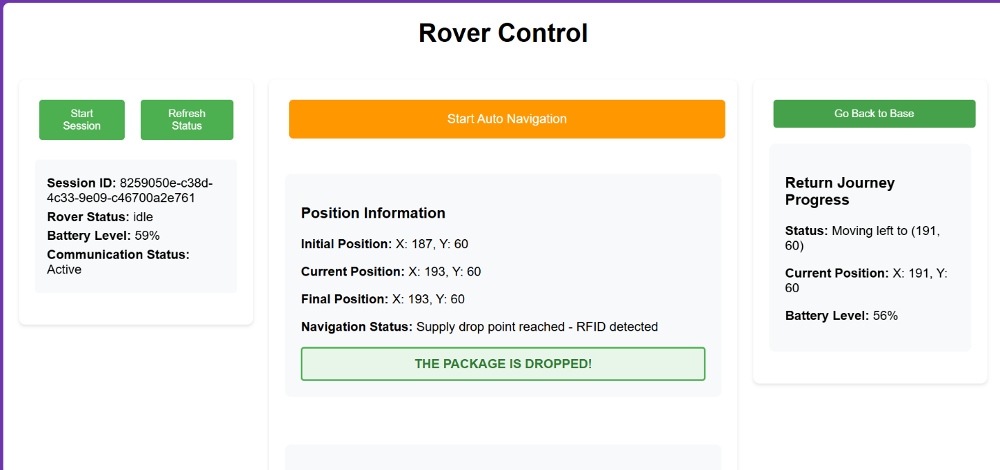 Rover Control
Start
Session
Refresh
Status
Session ID: 8259050e-c38d-
4c33-9e09-c46700a2e761
Rover Status: idle
Battery Level: 59%
Communication Status:
Active
Start Auto Navigation
Position Information
Initial Position: X: 187, Y: 60
Current Position: X: 193, Y: 60
Final Position: X: 193, Y: 60
Navigation Status: Supply drop point reached - RFID detected
THE PACKAGE IS DROPPED!
Go Back to Base
Return Journey
Progress
Status: Moving left to (191,
60)
Current Position: X: 191, Y:
60
Battery Level: 56%